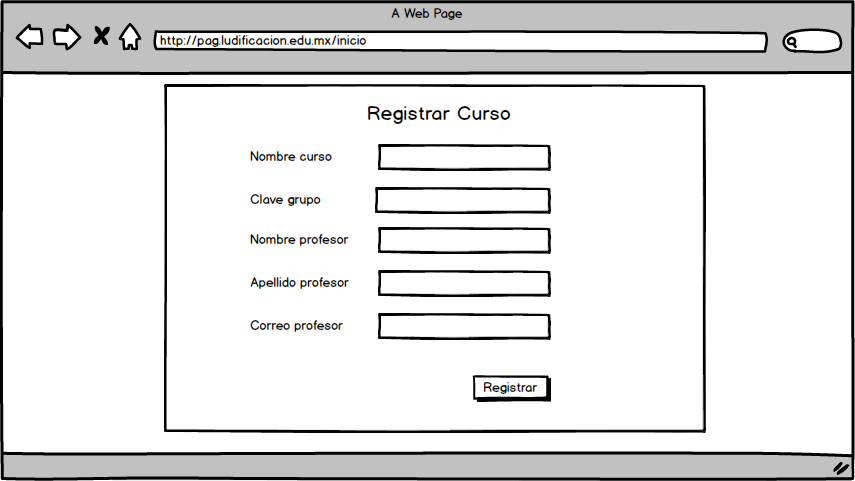 A Web Page
http://pag.ludificacion.edu.mx/inicio
Registrar Curso
Nombre curso
Clave grupo
Nombre profesor
Apellido profesor
Correo profesor
Registrar